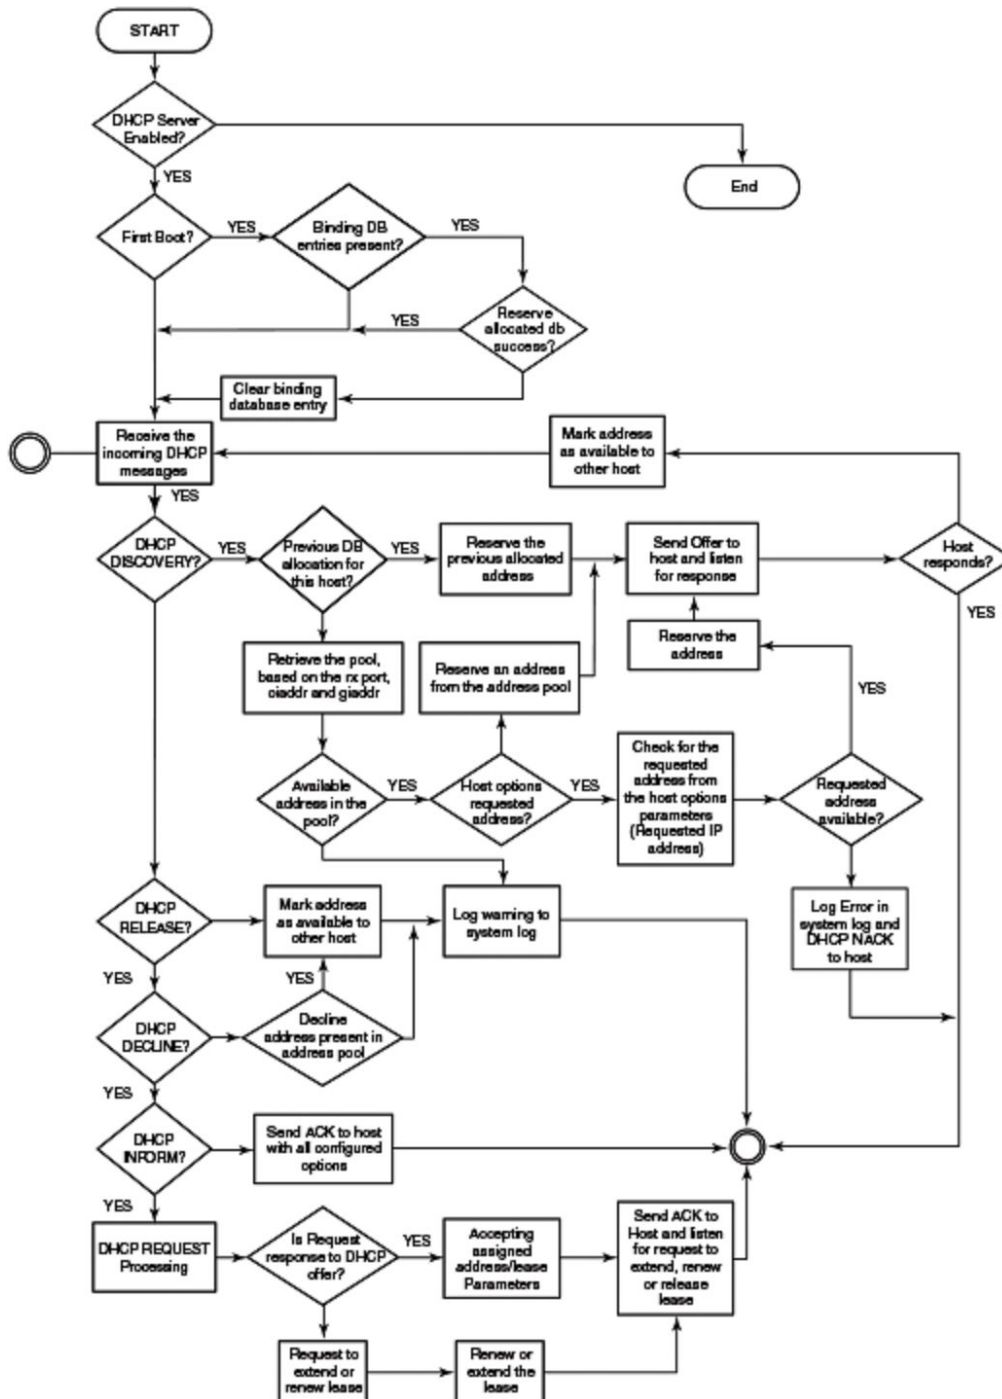 START
DHCP Server
Enabled?
YES
End
First Boot?
YES
Binding DB
entries present?
YES
Reserve
allocated db
success?
YES
Clear binding
database entry
Receive the
incoming DHCP
messages
Mark address
as available to
other host
YES
DHCP
DISCOVERY?
YES
Previous DB
allocation for
this host?
YES
Reserve the
previous allocated
address
Send Offer to
host and listen
for response
Host
responds?
YES
Reserve the
address
YES
Retrieve the pool,
based on the rx port,
ciaddr and giaddr
Reserve an address
from the address pool
Available
address in the
pool?
YES
Host options
requested
address?
YES
Check for the
requested
address from
the host options
parameters
(Requested IP
address)
Requested
address
available?
DHCP
RELEASE?
Mark address
as available to
other host
Log warning to
system log
Log Error in
system log and
DHCP NACK
to host
YES
YES
DHCP
DECLINE?
Decline
address present in
address pool
YES
DHCP
INFORM?
Send ACK to host
with all configured
options
YES
DHCP REQUEST
Processing
Is Request
response to DHCP
offer?
YES
Accepting
assigned
address/lease
Parameters
Send ACK to
Host and listen
for request to
extend, renew
or release
lease
Request to
extend or
renew lease
Renew or
extend the
lease